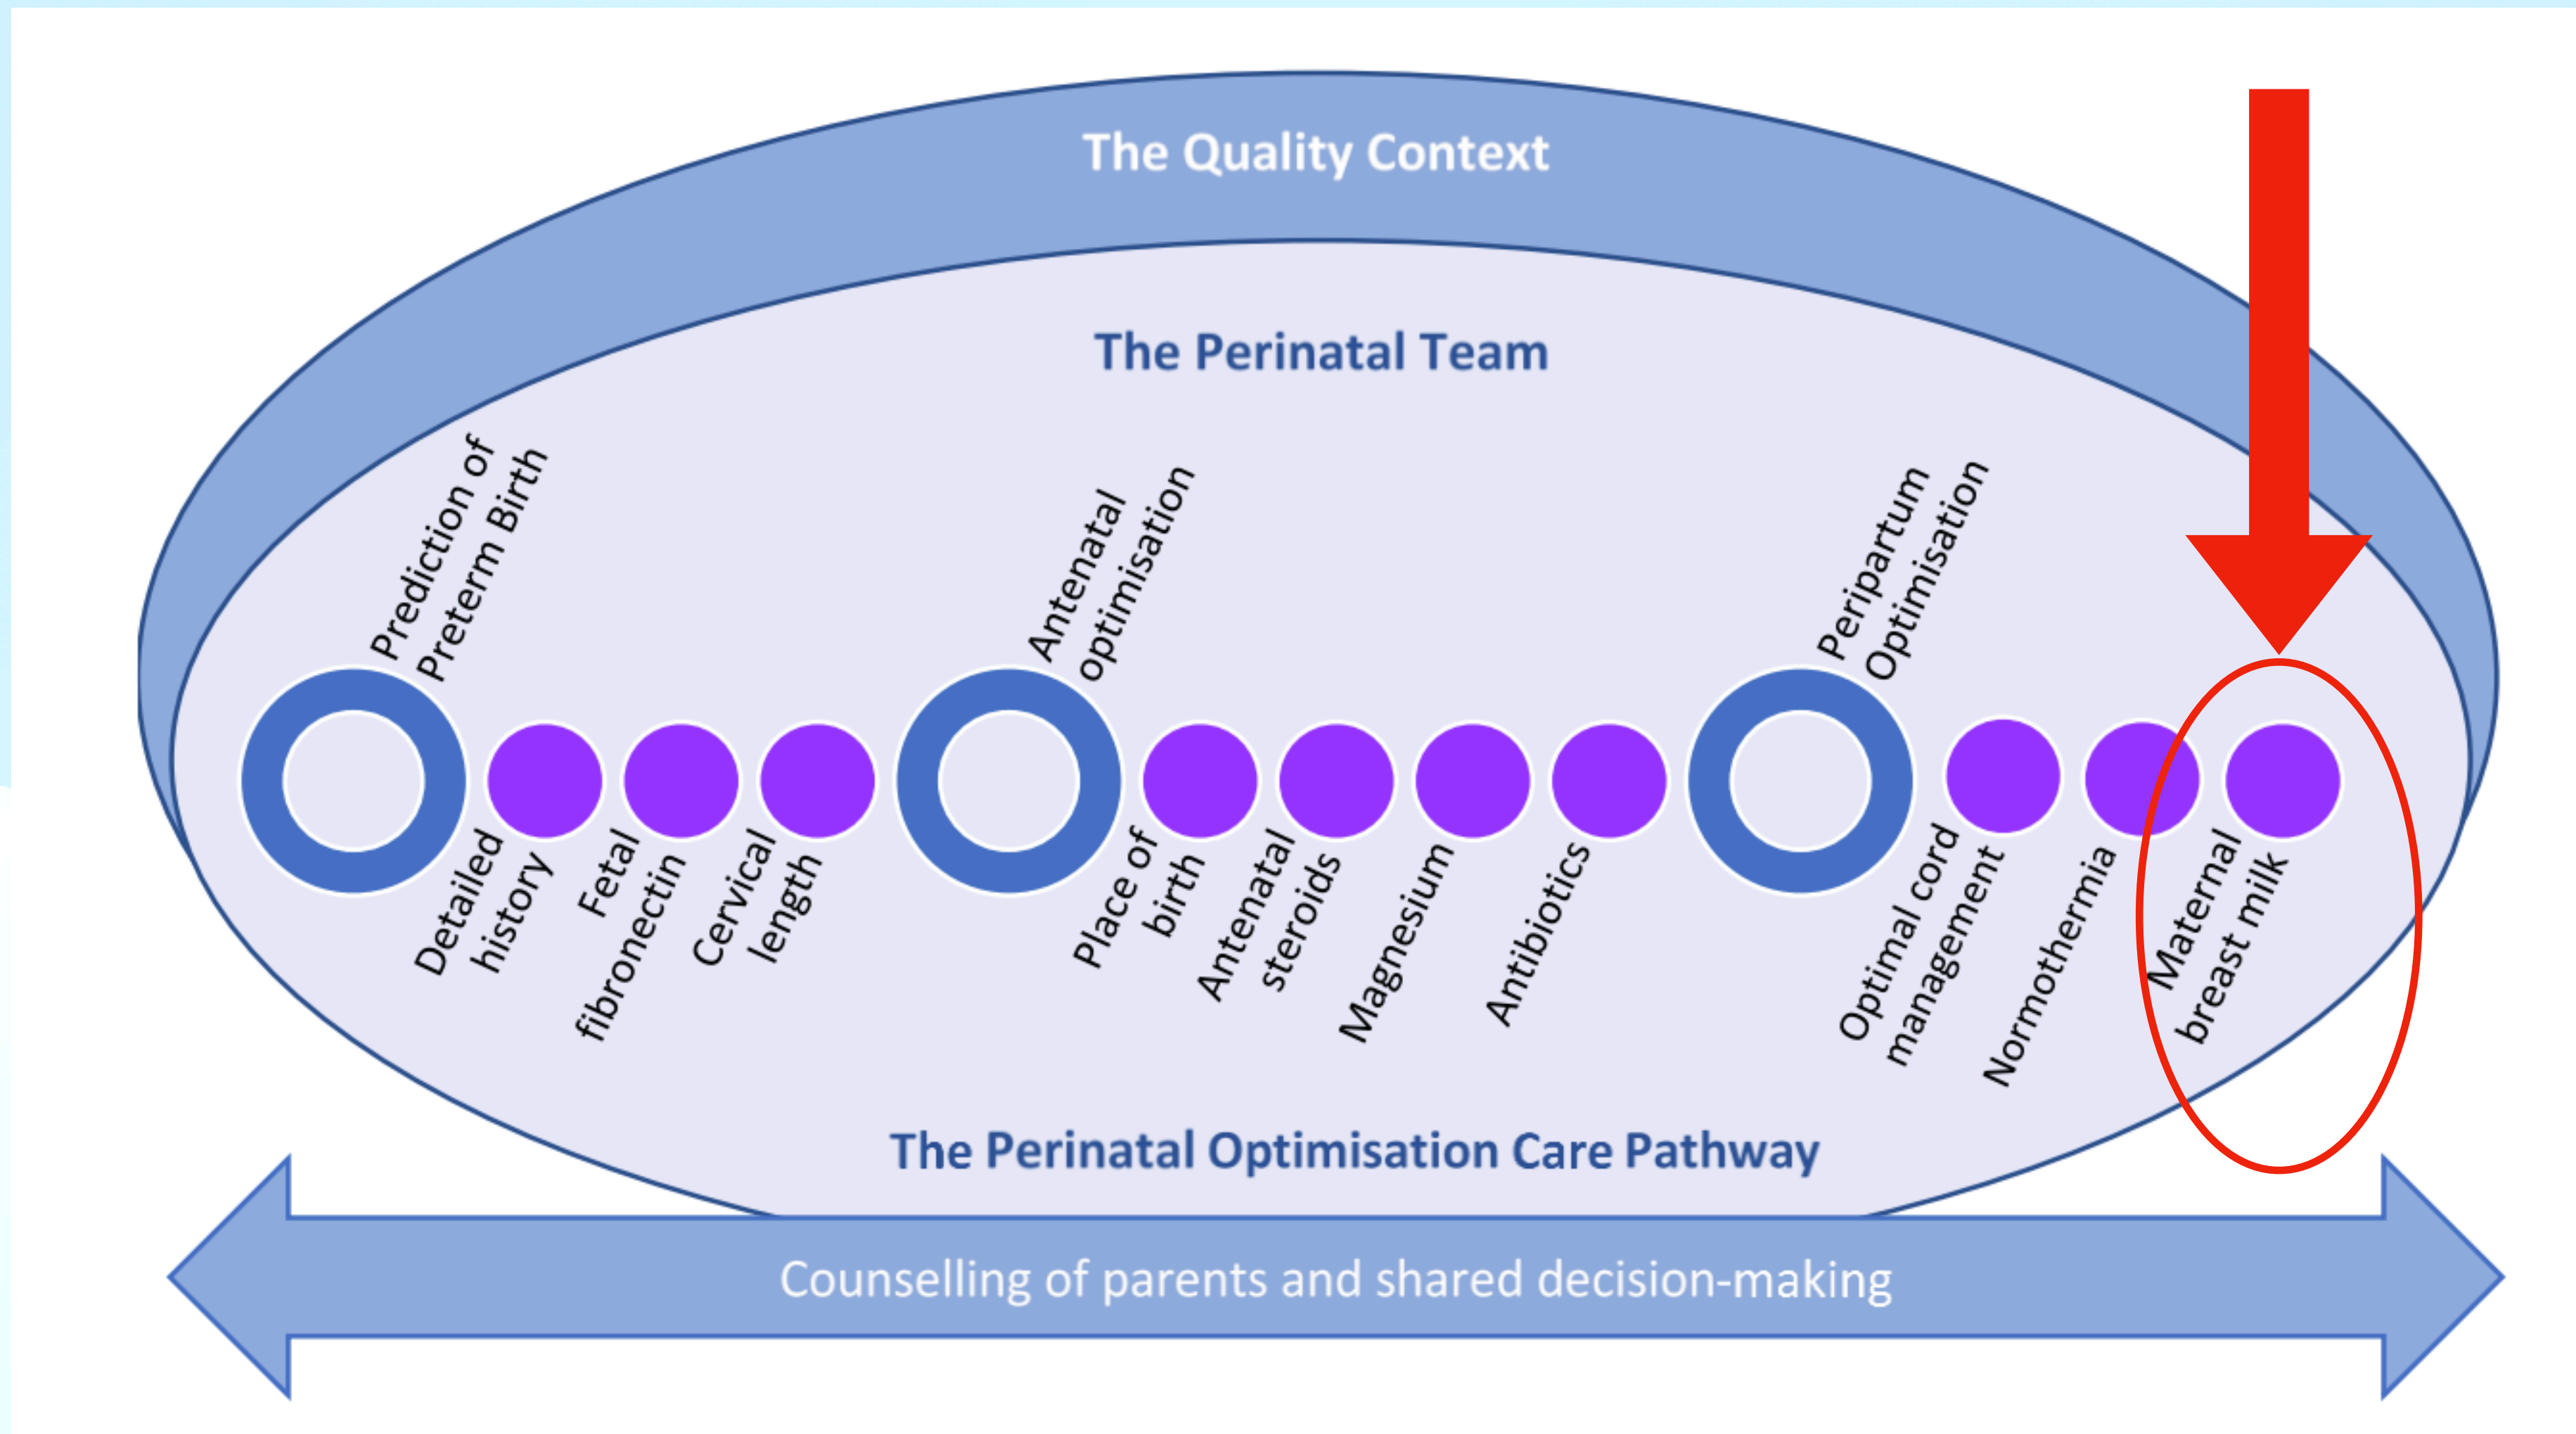 The Quality Context
The Perinatal Team
Prediction of
Preterm Birth
Antenatal
optimisation
Peripartum
Optimisation
Detailed
history
Fetal
fibronectin
Cervical
length
Place of
birth
Antenatal
steroids
Magnesium
Antibiotics
Optimal cord
management
Normothermia
Maternal
breast milk
The Perinatal Optimisation Care Pathway
Counselling of parents and shared decision-making